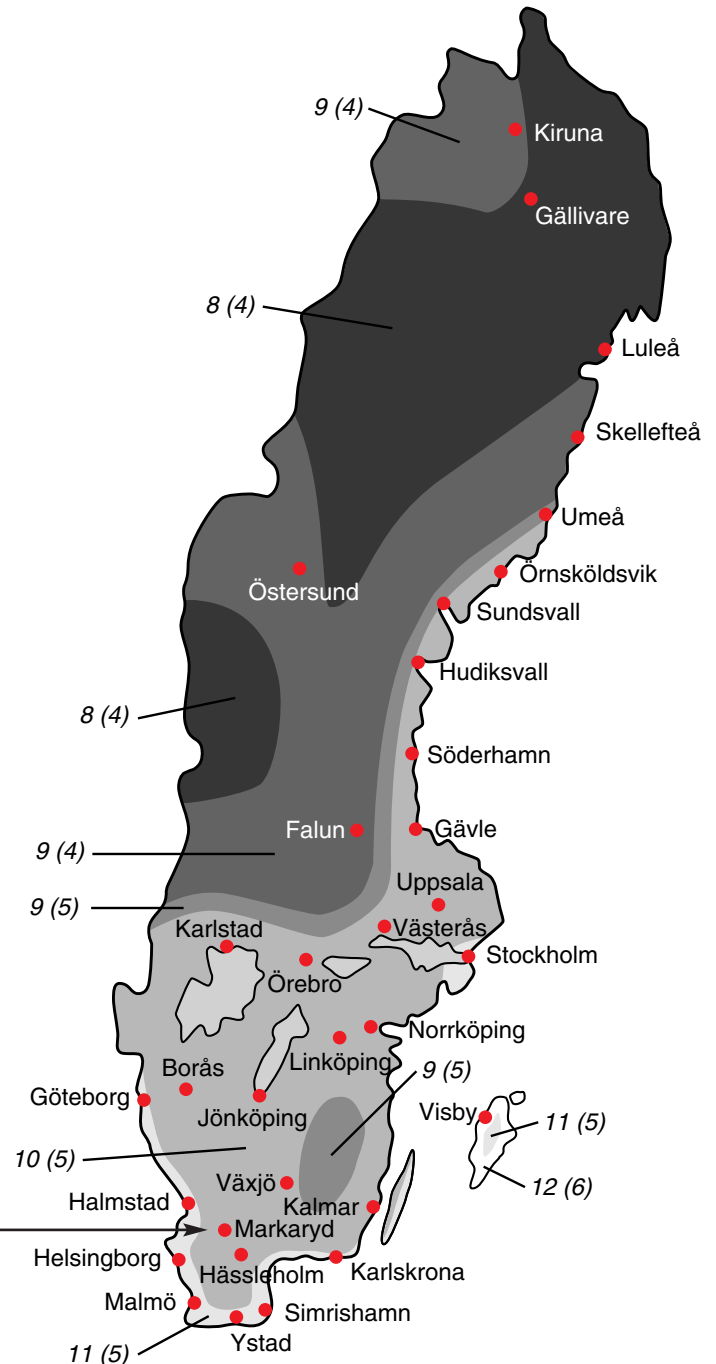 9 (4)
Kiruna
Gällivare
8 (4)
Luleå
Skellefteå
Umeå
Örnsköldsvik
Östersund
Sundsvall
Hudiksvall
8 (4)
Söderhamn
Falun
Gävle
9 (4)
Uppsala
9 (5)
Karlstad
Västerås
Stockholm
Örebro
Norrköping
Linköping
Borås
9 (5)
Göteborg
Jönköping
Visby
11 (5)
10 (5)
Växjö
12 (6)
Halmstad
Kalmar
Markaryd
Helsingborg
Hässleholm
Karlskrona
Malmö
Simrishamn
Ystad
11 (5)